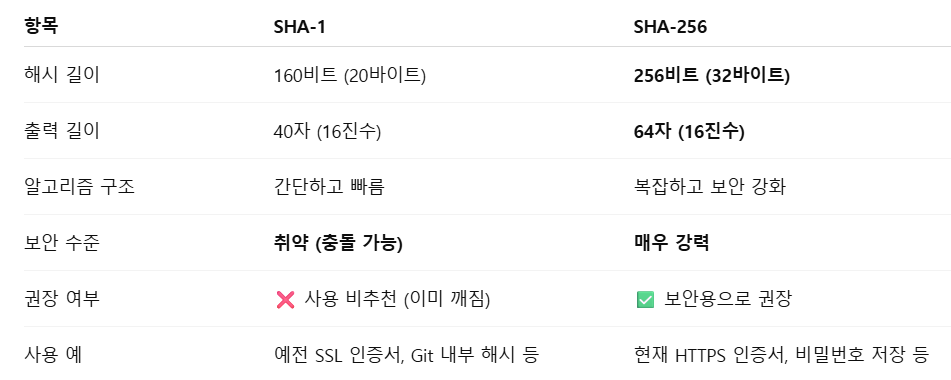 항목 SHA-1 SHA-256
해시 길이 160비트 (20바이트) 256비트 (32바이트)
출력 길이 40자 (16진수) 64자 (16진수)
알고리즘 구조 간단하고 빠름 복잡하고 보안 강화
보안 수준 취약 (충돌 가능) 매우 강력
권장 여부 ❌ 사용 비추천 (이미 깨짐) ✅ 보안용으로 권장
사용 예 예전 SSL 인증서, Git 내부 해시 등 현재 HTTPS 인증서, 비밀번호 저장 등